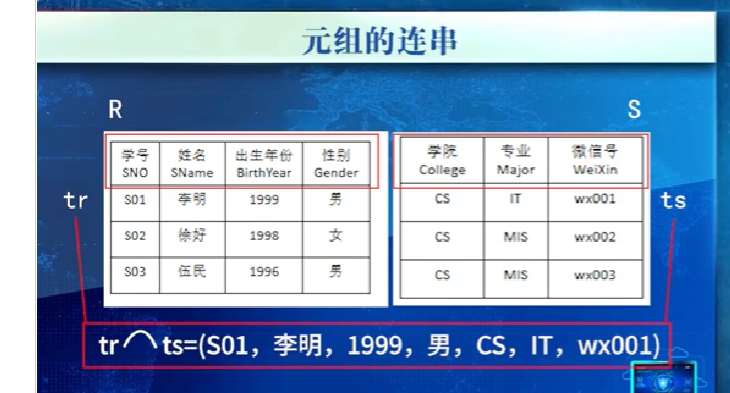 元组的连串
R
S
学号 姓名 出生年份 性别
SNO SName BirthYear Gender
学院 专业 微信号
College Major WeiXin
tr
S01 李明 1999 男
CS IT wx001
ts
S02 徐好 1998 女
CS MIS wx002
S03 伍民 1996 男
CS MIS wx003
tr⌒ts=(S01，李明，1999，男，CS，IT，wx001)